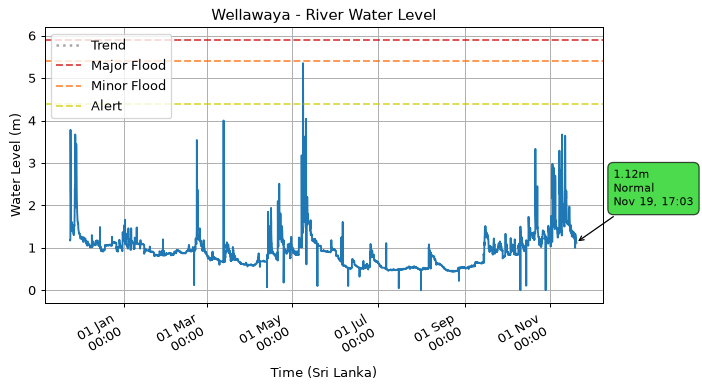 Wellawaya - River Water Level
Trend
Major Flood
Minor Flood
Alert
Water Level (m)
6
5
4
3
2
1
0
1.12m
Normal
Nov 19, 17:03
01 Jan
00:00
01 Mar
00:00
01 May
00:00
01 Jul
00:00
01 Sep
00:00
01 Nov
00:00
Time (Sri Lanka)